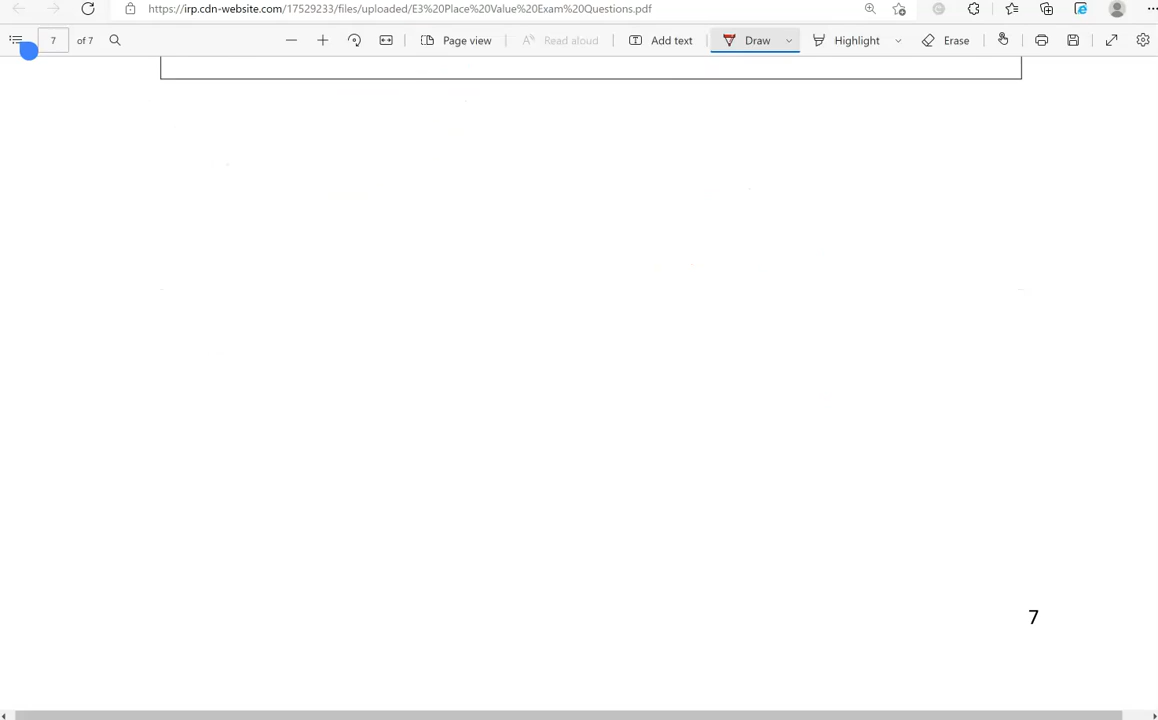 https://irp.cdn-website.com/17529233/files/uploaded/E3%20Place%20Value%20Exam%20Questions.pdf
7 of 7 Page view Read aloud Add text Draw Highlight Erase
7